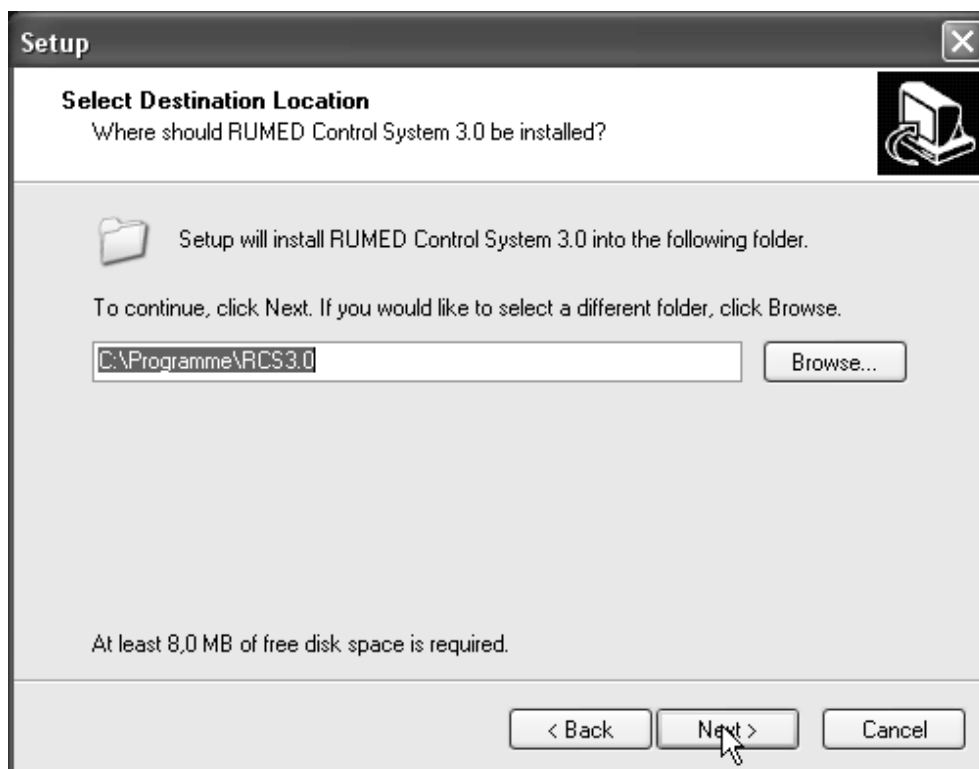 Setup
Select Destination Location
Where should RUMED Control System 3.0 be installed?
Setup will install RUMED Control System 3.0 into the following folder.
To continue, click Next. If you would like to select a different folder, click Browse.
C:\Programme\RCS3.0
Browse...
At least 8,0 MB of free disk space is required.
< Back
Next >
Cancel